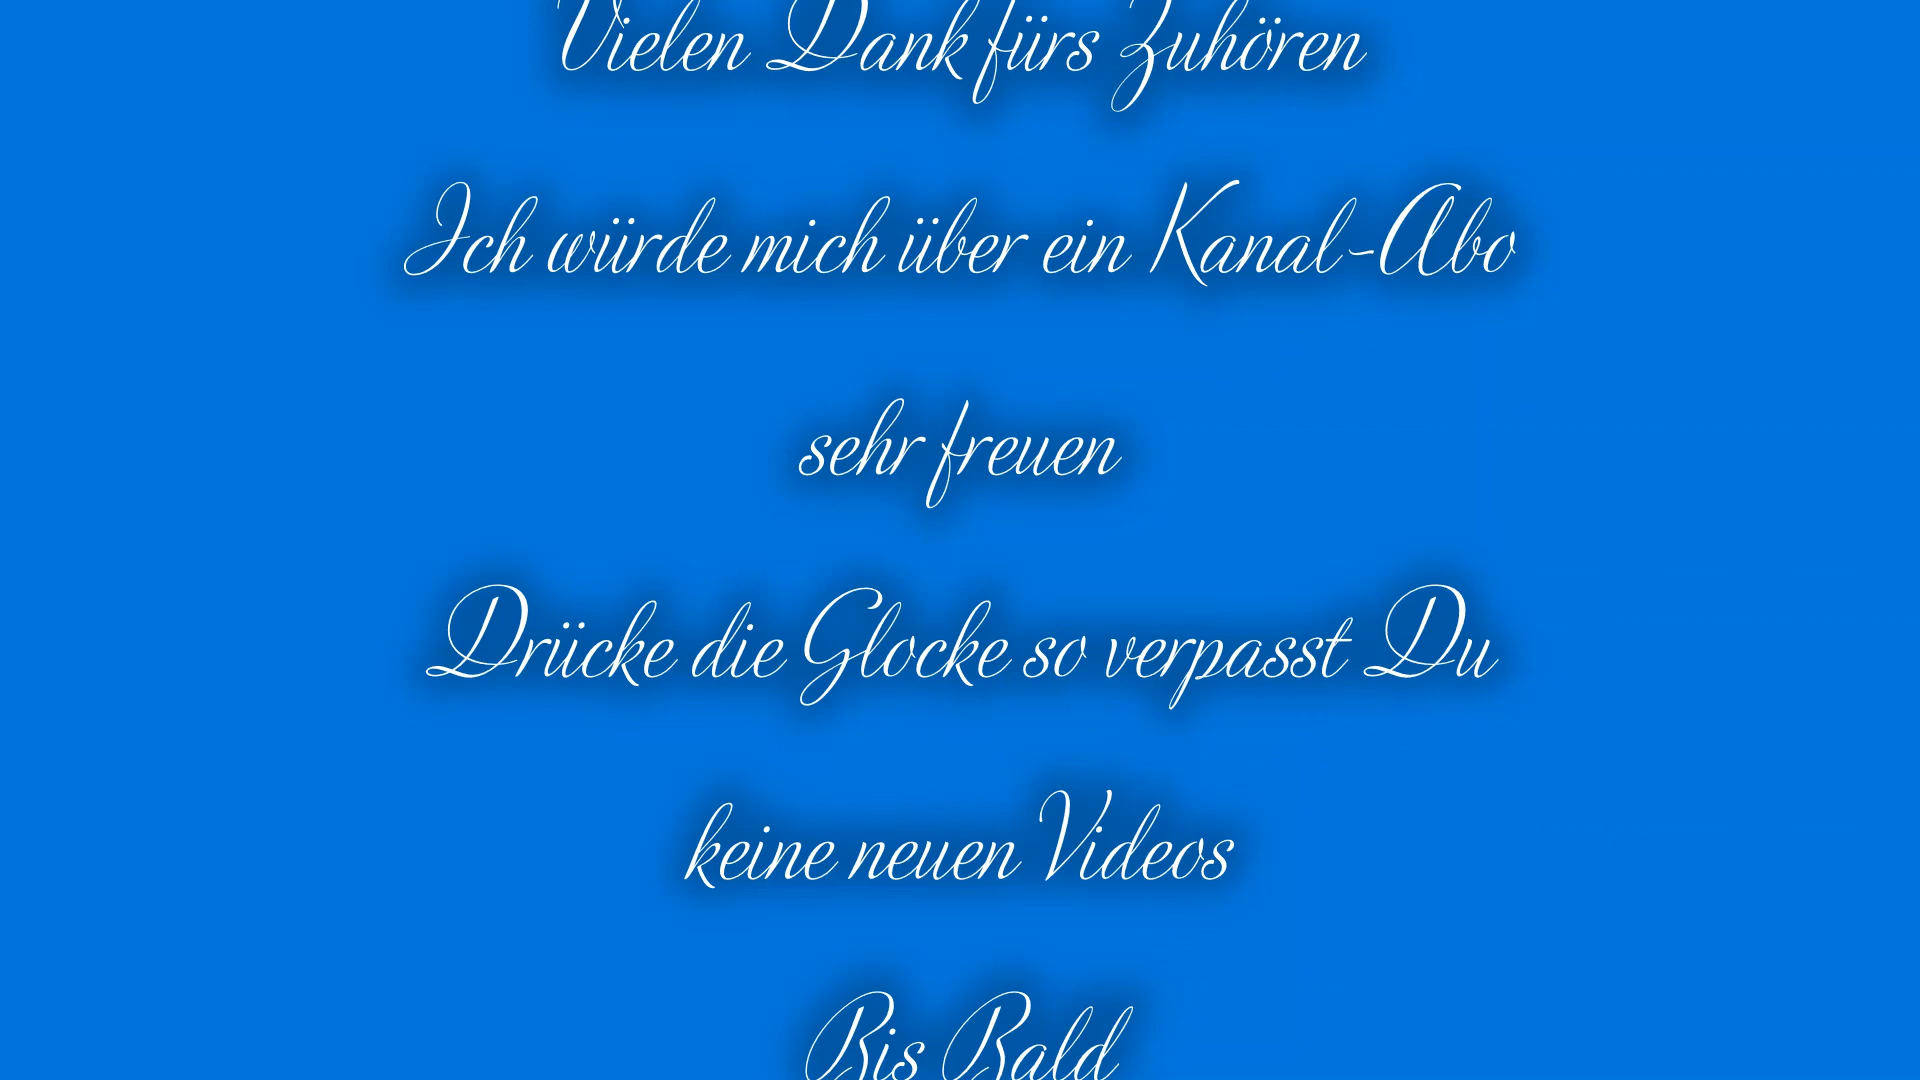 Vielen Dank fürs Zuhören
Ich würde mich über ein Kanal-Abo
sehr freuen
Drücke die Glocke so verpasst Du
keine neuen Videos
Bis Bald